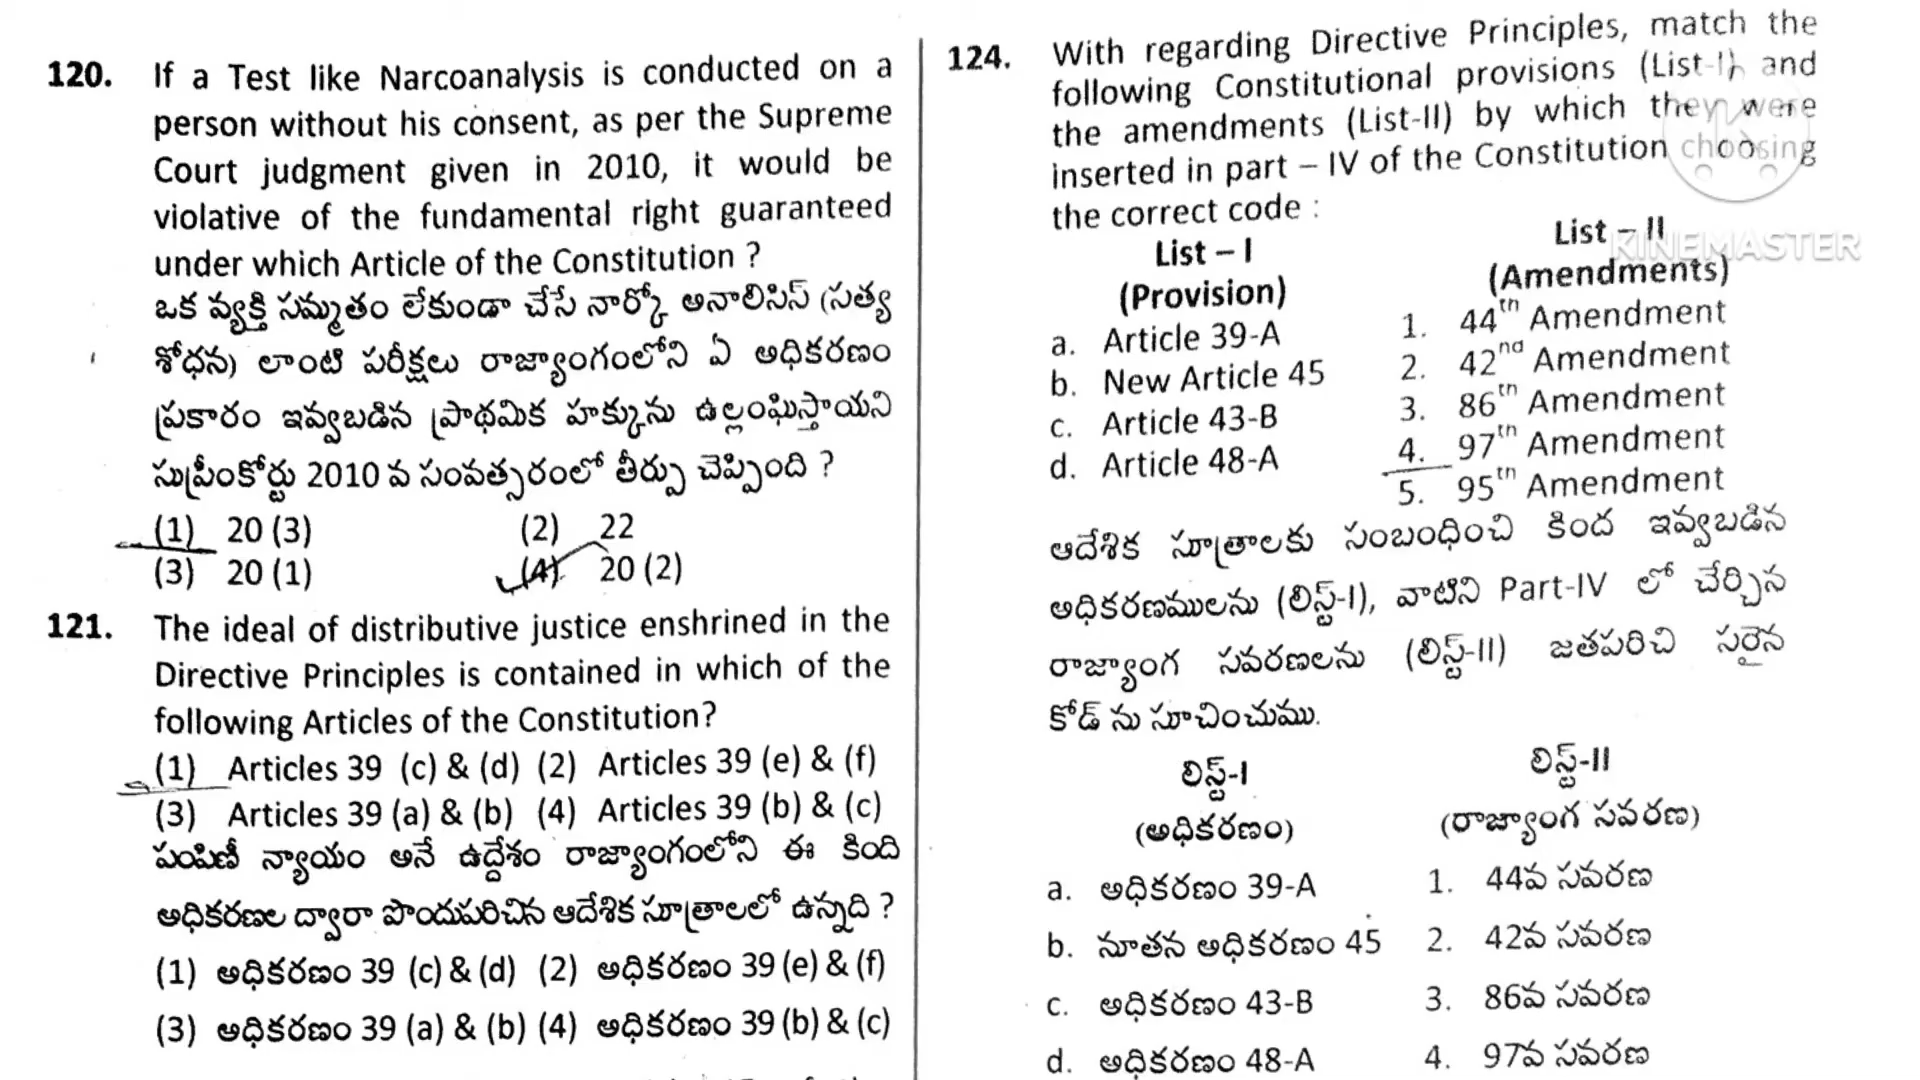 120. If a Test like Narcoanalysis is conducted on a
person without his consent, as per the Supreme
Court judgment given in 2010, it would be
violative of the fundamental right guaranteed
under which Article of the Constitution ?
ఒక వ్యక్తి సమ్మతం లేకుండా చేసే నార్కో అనాలిసిస్ (సత్య
శోధన) లాంటి పరీక్షలు రాజ్యాంగంలోని ఏ అధికరణం
ప్రకారం ఇవ్వబడిన ప్రాథమిక హక్కును ఉల్లంఘిస్తాయని
సుప్రీంకోర్టు 2010 వ సంవత్సరంలో తీర్పు చెప్పింది ?
(1) 20 (3) (2) 22
(3) 20 (1) (4) 20 (2)
121. The ideal of distributive justice enshrined in the
Directive Principles is contained in which of the
following Articles of the Constitution?
(1) Articles 39 (c) & (d) (2) Articles 39 (e) & (f)
(3) Articles 39 (a) & (b) (4) Articles 39 (b) & (c)
పంపిణీ న్యాయం అనే ఉద్దేశం రాజ్యాంగంలోని ఈ కింది
అధికరణల ద్వారా పొందుపరిచిన ఆదేశిక సూత్రాలలో ఉన్నది ?
(1) అధికరణం 39 (c) & (d) (2) అధికరణం 39 (e) & (f)
(3) అధికరణం 39 (a) & (b) (4) అధికరణం 39 (b) & (c)
124. With regarding Directive Principles, match the
following Constitutional provisions (List-I) and
the amendments (List-II) by which they were
inserted in part – IV of the Constitution choosing
the correct code :
List – I List – II
KINEMASTER
(Provision) (Amendments)
a. Article 39-A 1. 44th Amendment
b. New Article 45 2. 42nd Amendment
c. Article 43-B 3. 86th Amendment
d. Article 48-A 4. 97th Amendment
5. 95th Amendment
ఆదేశిక సూత్రాలకు సంబంధించి కింద ఇవ్వబడిన
అధికరణములను (లిస్ట్-I), వాటిని Part-IV లో చేర్చిన
రాజ్యాంగ సవరణలను (లిస్ట్-II) జతపరిచి సరైన
కోడ్ ను సూచించుము.
లిస్ట్-I లిస్ట్-II
(అధికరణం) (రాజ్యాంగ సవరణ)
a. అధికరణం 39-A 1. 44వ సవరణ
b. నూతన అధికరణం 45 2. 42వ సవరణ
c. అధికరణం 43-B 3. 86వ సవరణ
d. అధికరణం 48-A 4. 97వ సవరణ